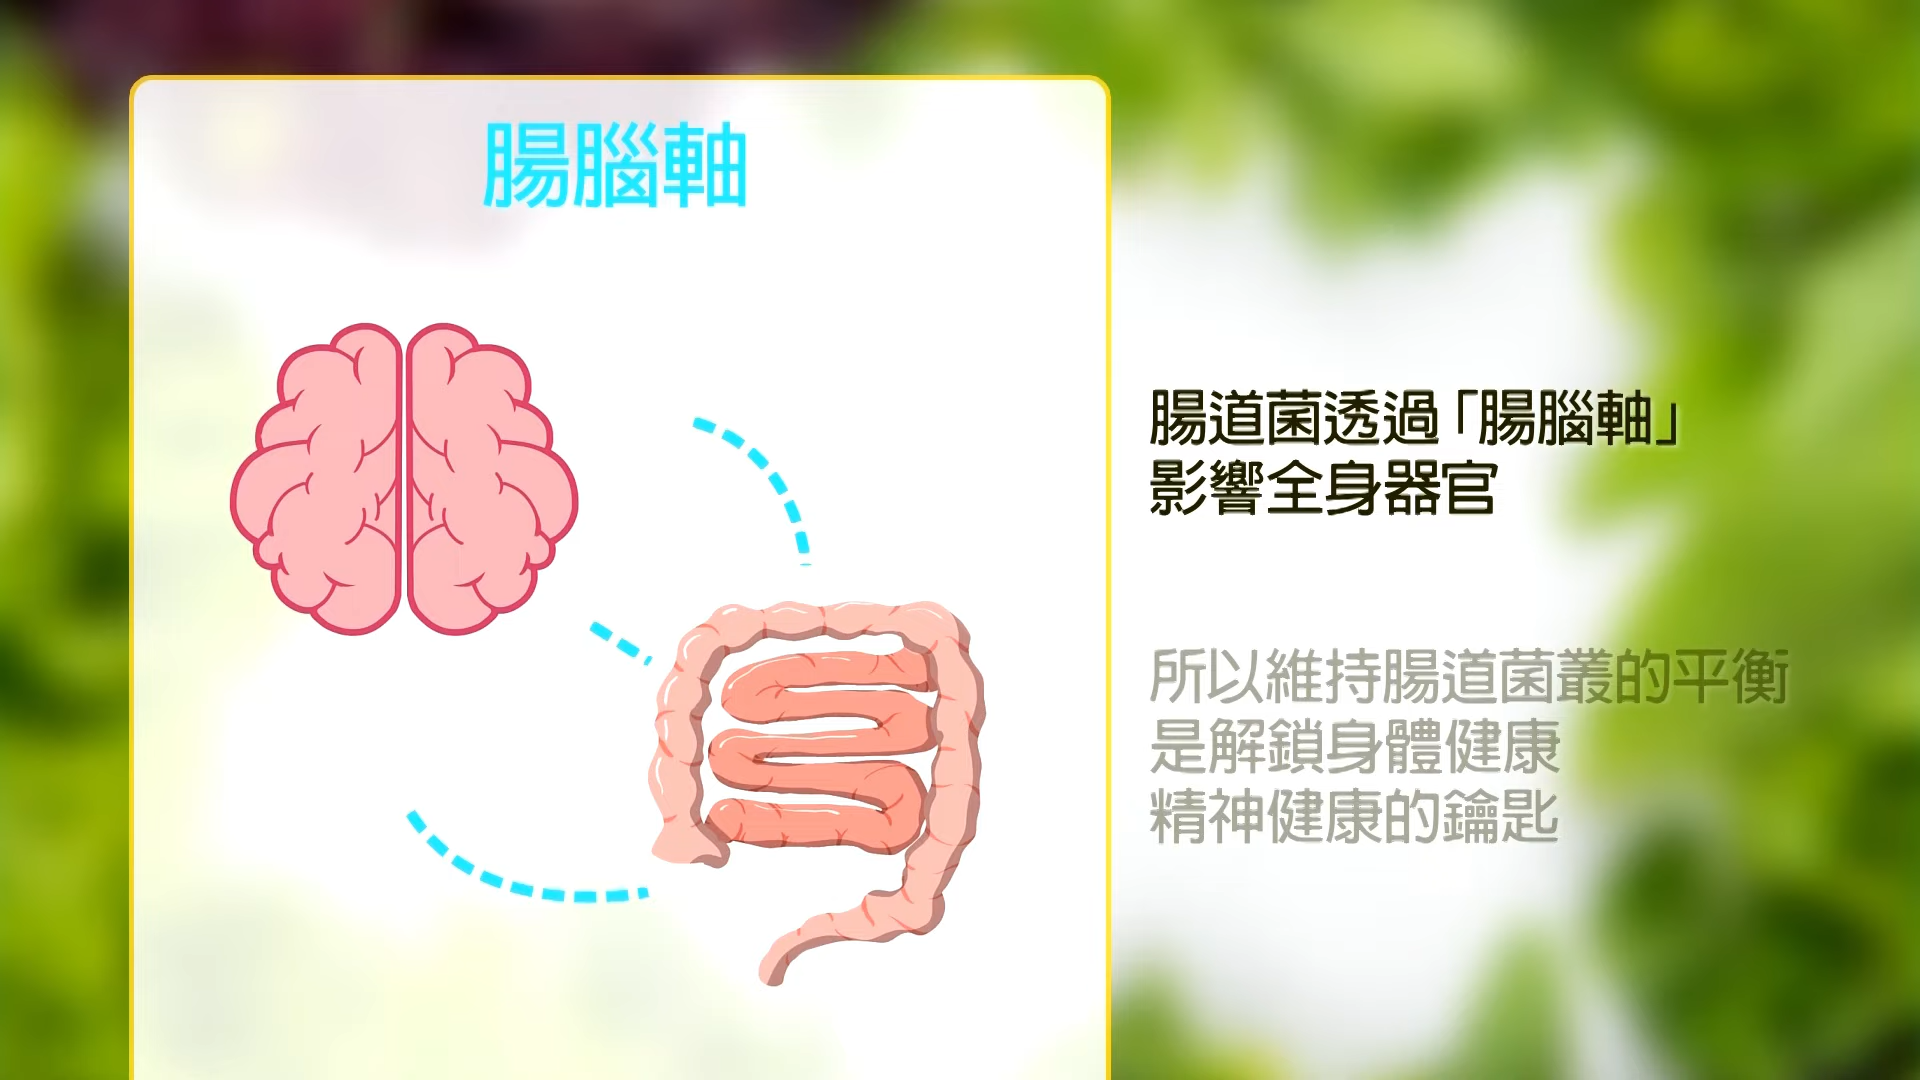 腸腦軸
腸道菌透過「腸腦軸」
影響全身器官
所以維持腸道菌叢的平衡
是解鎖身體健康
精神健康的鑰匙